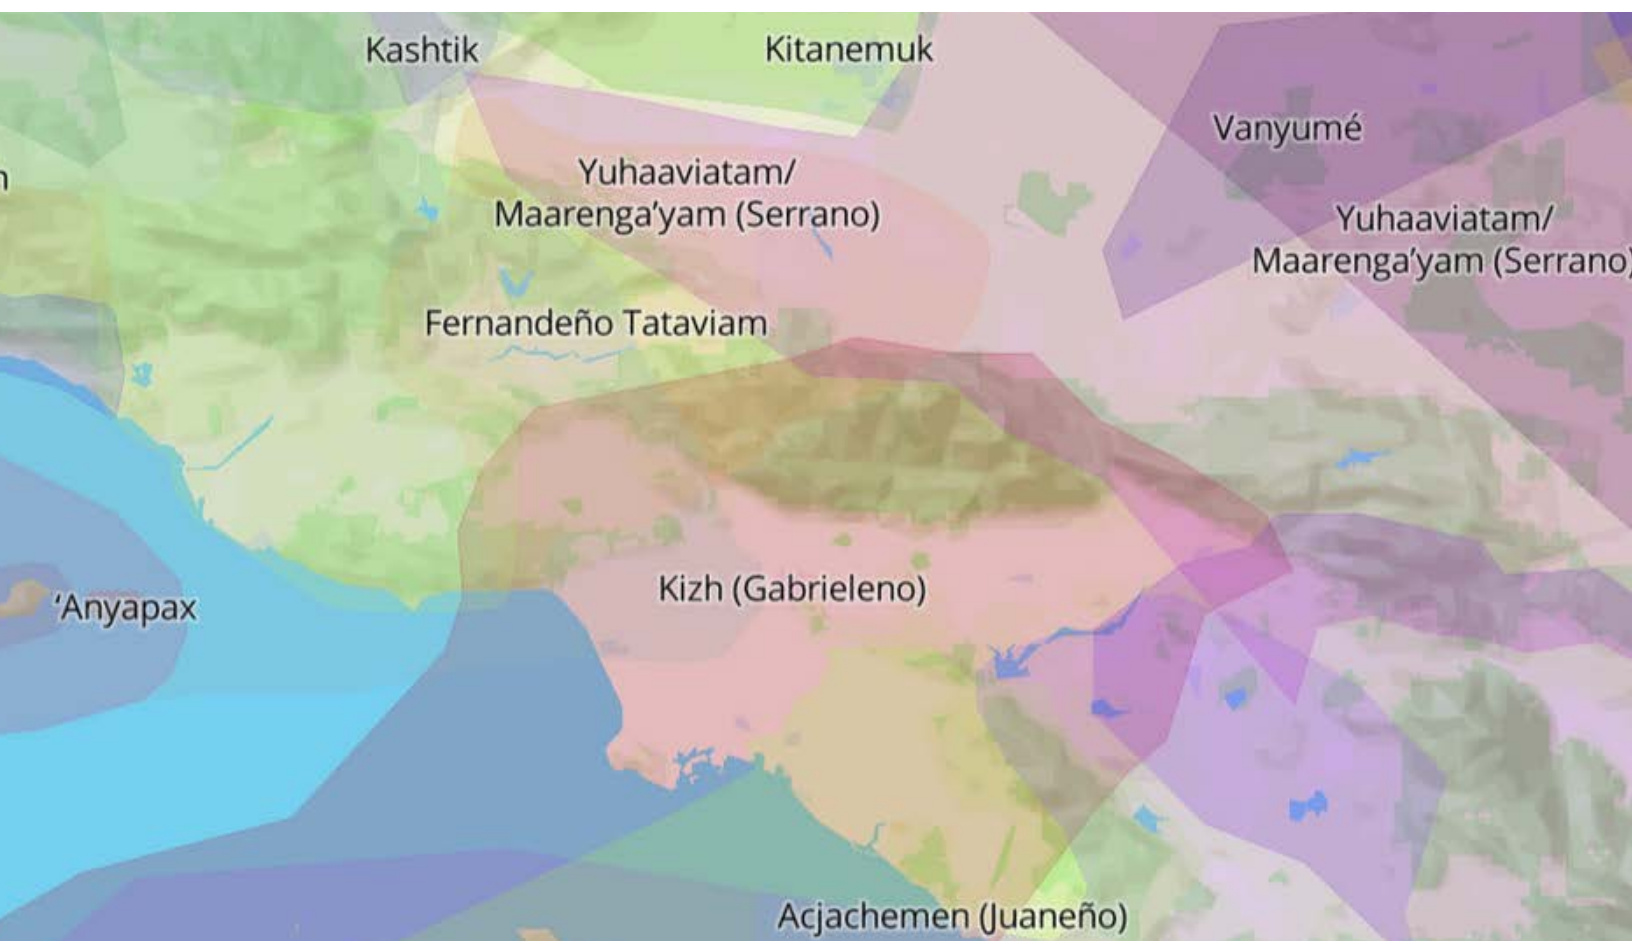 Kashtik
Kitanemuk
Vanyumé
Yuhaaviatam/
Maarenga'yam (Serrano)
Yuhaaviatam/
Maarenga'yam (Serrano)
Fernandeño Tataviam
Kizh (Gabrieleno)
‘Anyapax
Acjachemen (Juaneño)